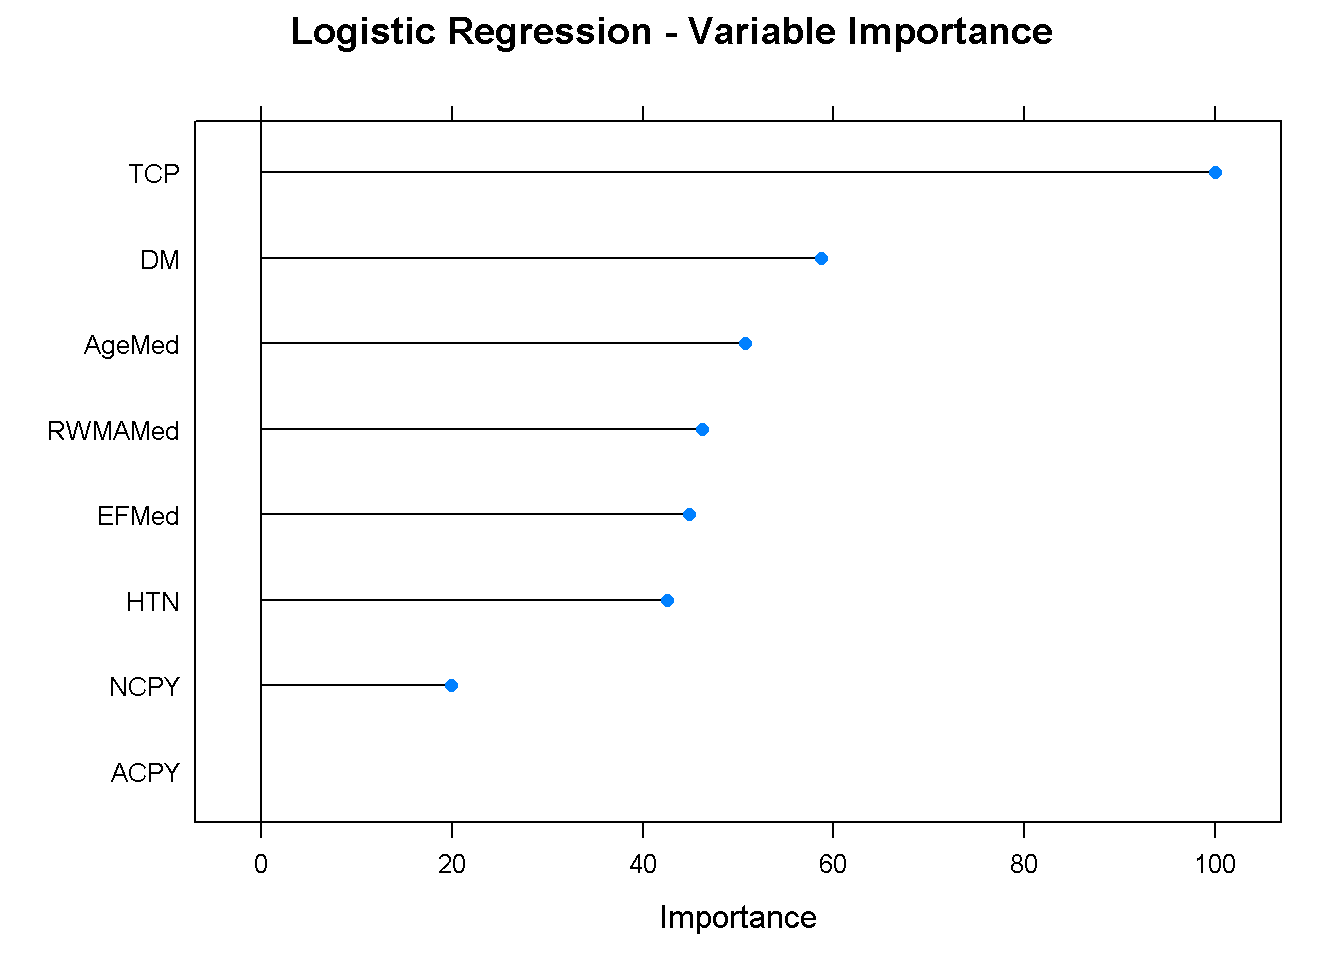 Logistic Regression - Variable Importance
TCP
DM
AgeMed
RWMAMed
EFMed
HTN
NCPY
ACPY
0 20 40 60 80 100
Importance